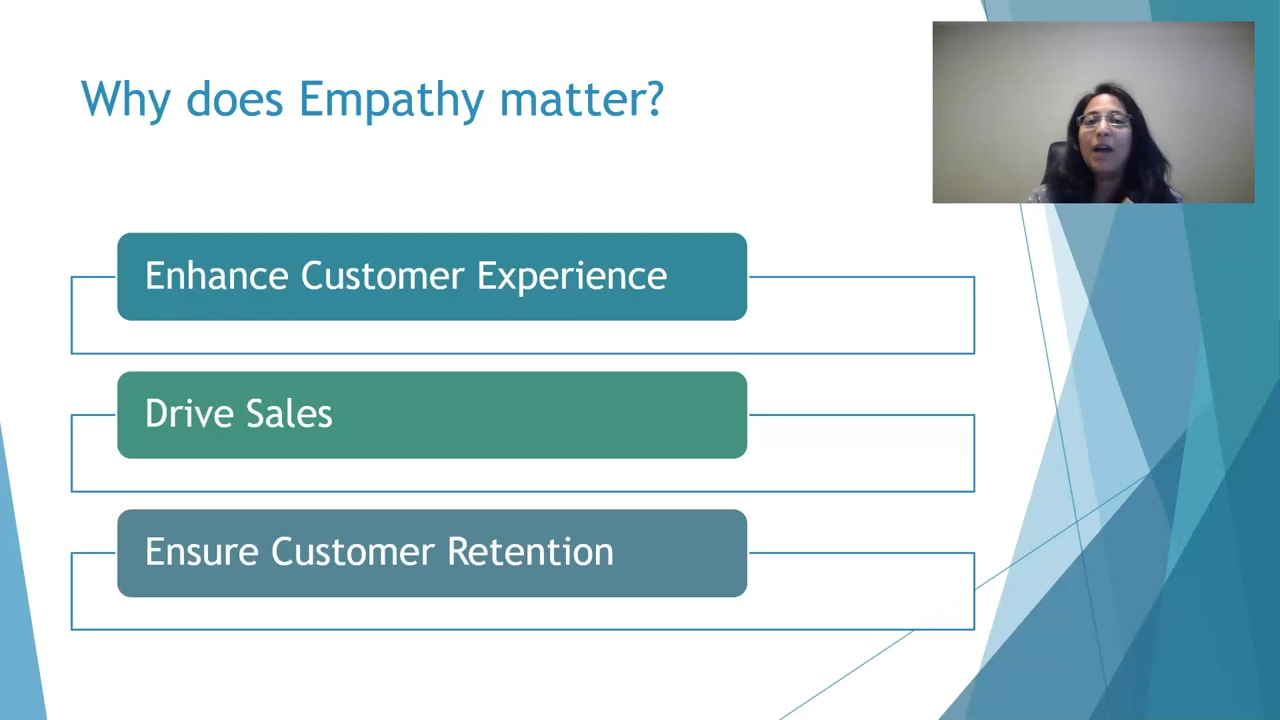 Why does Empathy matter?
Enhance Customer Experience
Drive Sales
Ensure Customer Retention